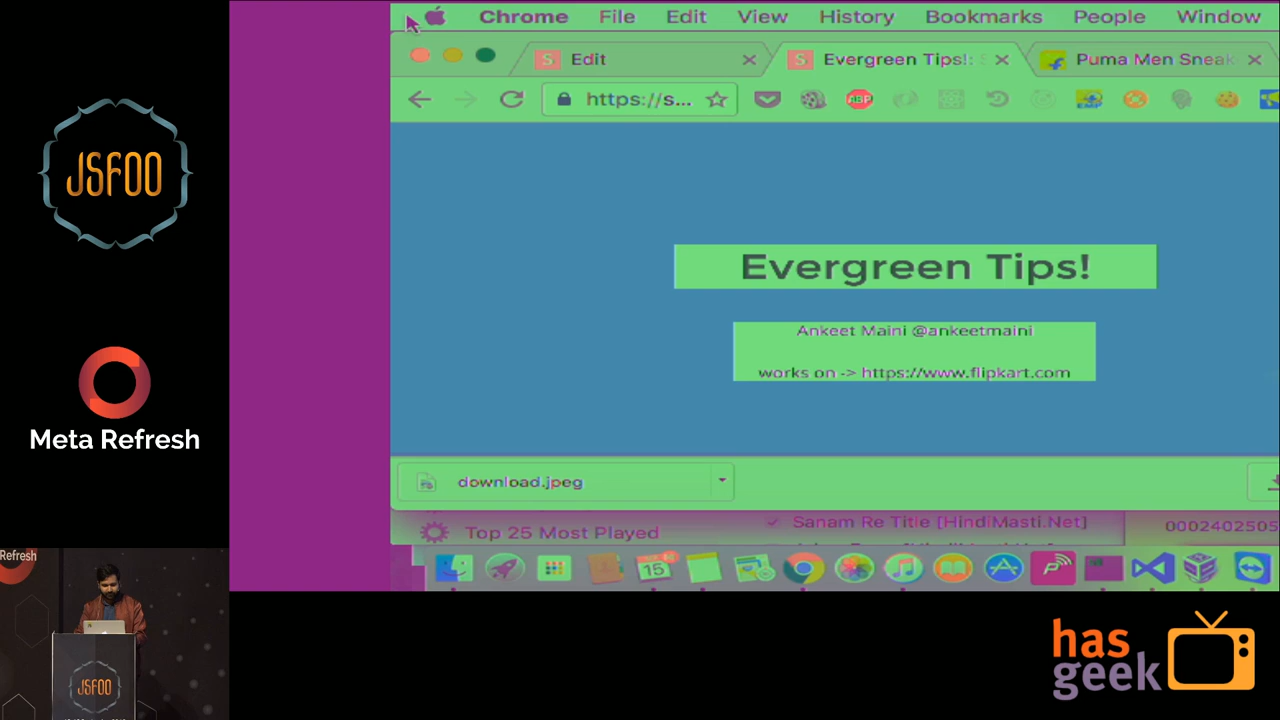 Chrome File Edit View History Bookmarks People Window
Edit
Evergreen Tips!:
Puma Men Sneak
https://s...
ABP
JSFOO
Evergreen Tips!
Ankeet Maini @ankeetmaini
works on -> https://www.flipkart.com
Meta Refresh
download.jpeg
Top 25 Most Played
Sanam Re Title [HindiMasti.Net]
0002402505
15
Refresh
JSFOO
has
geek